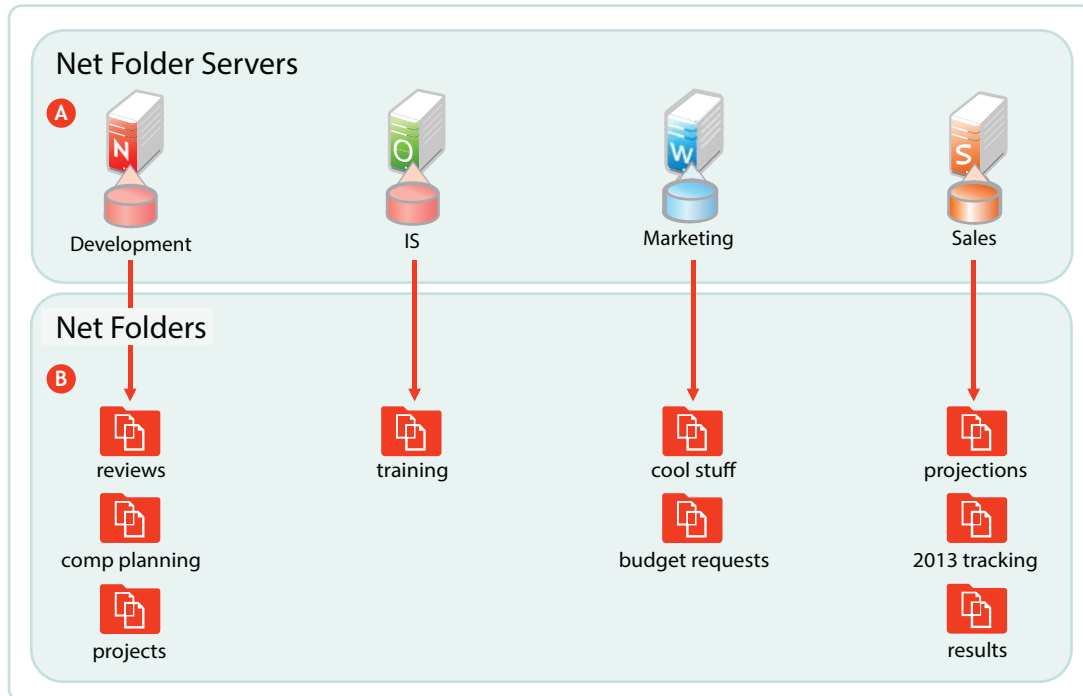 Net Folder Servers
A
N
O
W
S
Development
IS
Marketing
Sales
Net Folders
B
reviews
training
cool stuff
projections
comp planning
budget requests
2013 tracking
projects
results